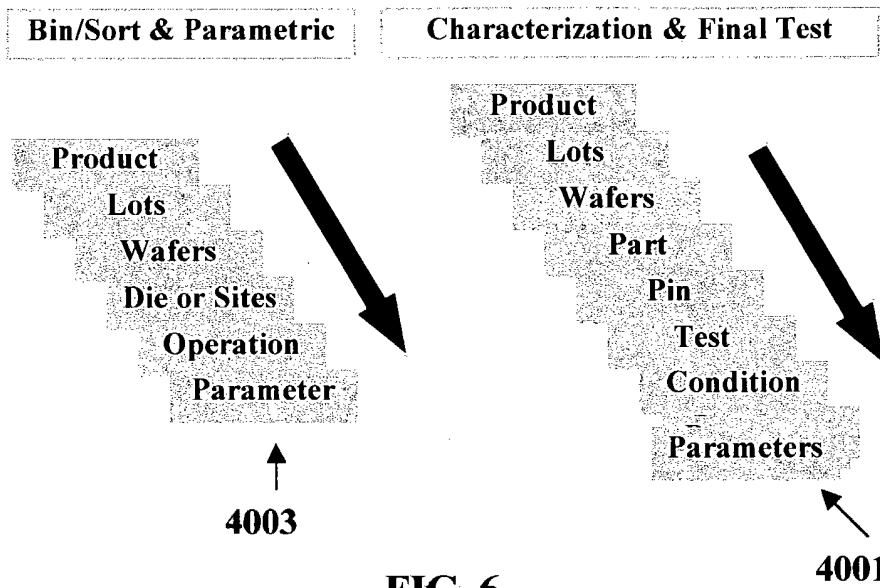 Bin/Sort & Parametric
Product
Lots
Wafers
Die or Sites
Operation
Parameter
4003
Characterization & Final Test
Product
Lots
Wafers
Part
Pin
Test
Condition
Parameters
4001
FIG. 6